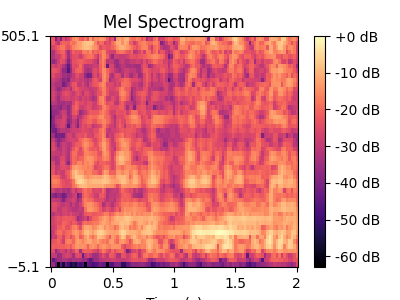 Mel Spectrogram
505.1
−5.1
0
0.5
1
1.5
2
+0 dB
-10 dB
-20 dB
-30 dB
-40 dB
-50 dB
-60 dB